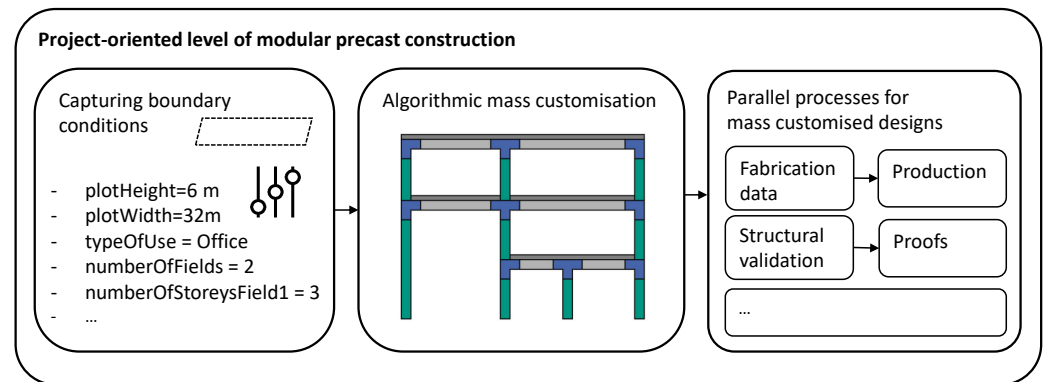 Project-oriented level of modular precast construction
Capturing boundary
conditions
- plotHeight=6 m
- plotWidth=32m
- typeOfUse = Office
- numberOfFields = 2
- numberOfStoreysField1 = 3
- ...
Algorithmic mass customisation
Parallel processes for
mass customised designs
Fabrication
data
Production
Structural
validation
Proofs
...